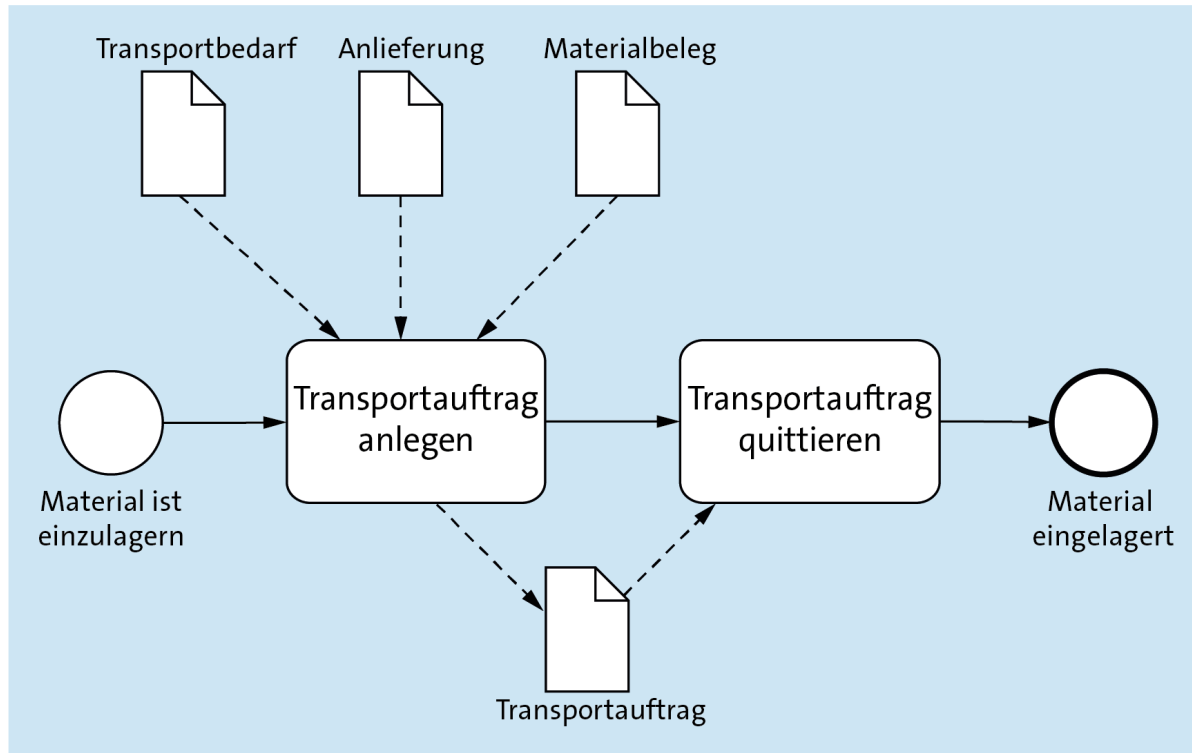 Transportbedarf
Anlieferung
Materialbeleg
Transportauftrag
anlegen
Transportauftrag
quittieren
Material ist
einzulagern
Material
eingelagert
Transportauftrag